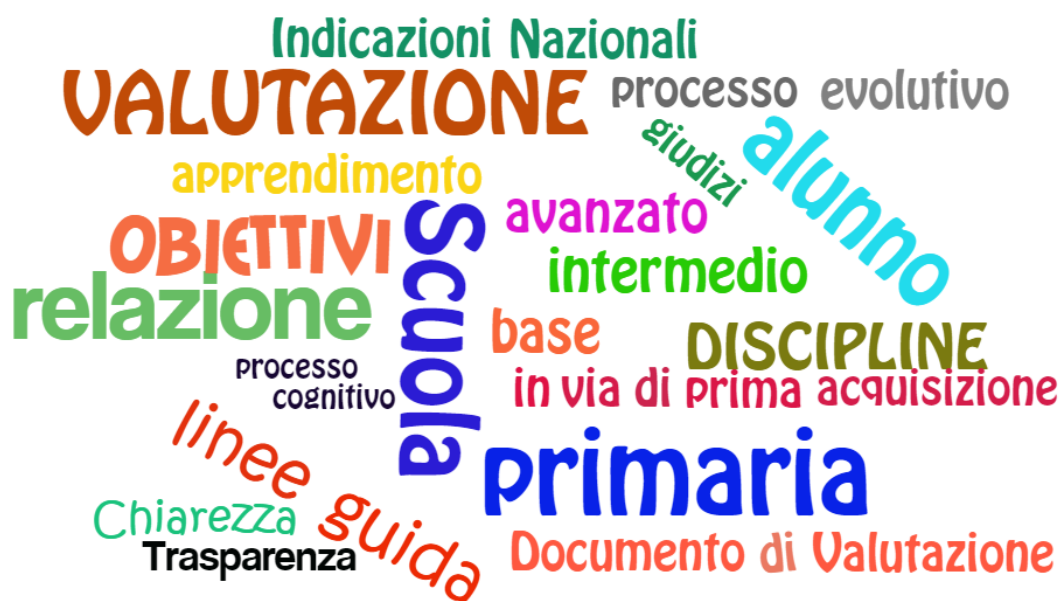 Indicazioni Nazionali
VALUTAZIONE
processo evolutivo
giudizi
alunno
apprendimento
Scuola
avanzato
OBIETTIVI
intermedio
relazione
base
DISCIPLINE
processo
cognitivo
in via di prima acquisizione
linee guida
primaria
Chiarezza
Trasparenza
Documento di Valutazione